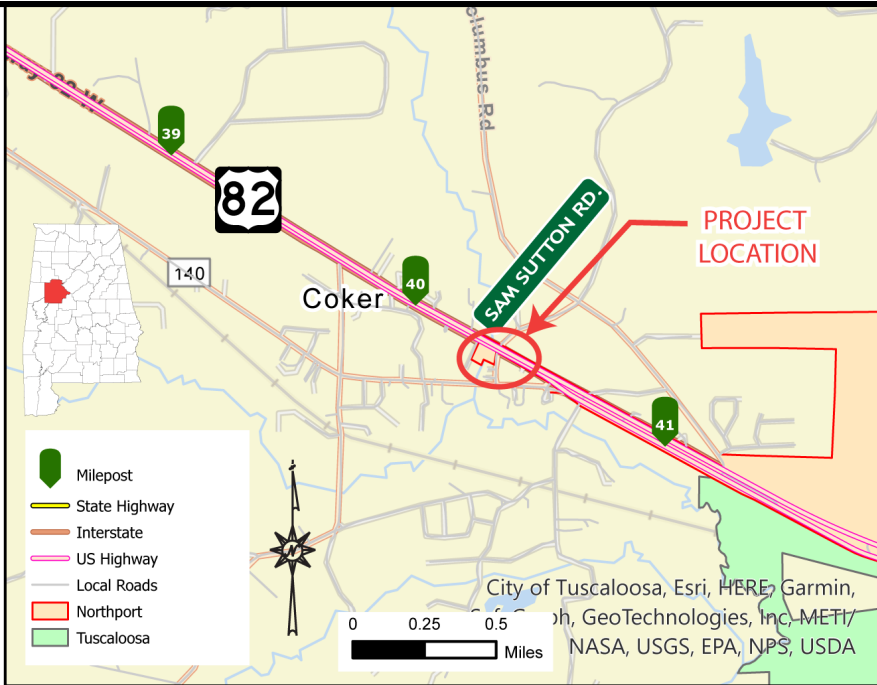 39
82
olumbus Rd
SAM SUTTON RD.
PROJECT
LOCATION
140
Coker
40
41
Milepost
State Highway
Interstate
US Highway
Local Roads
Northport
Tuscaloosa
N
0 0.25 0.5
Miles
City of Tuscaloosa, Esri, HERE, Garmin,
ph, GeoTechnologies, Inc, METI/
NASA, USGS, EPA, NPS, USDA